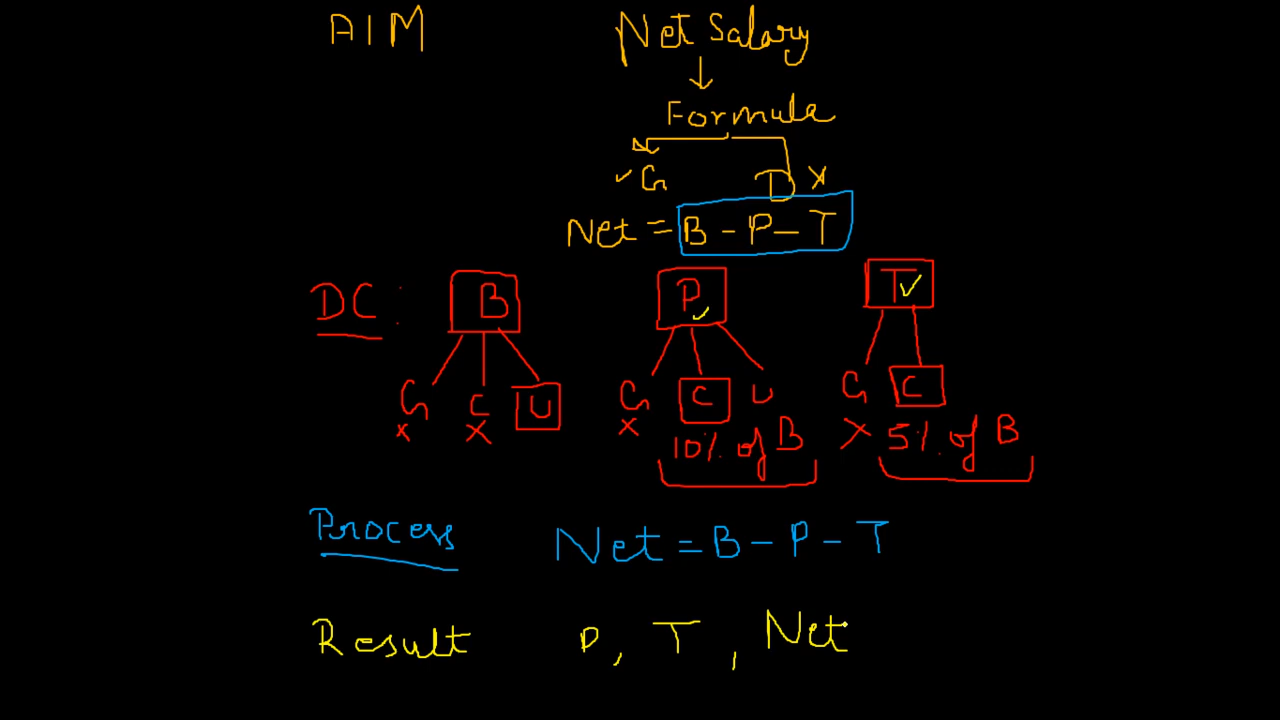 AIM Net Salary
Formula
G D
Net = B - P - T
DC: B P T
G C U G C U G C
10% of B 5% of B
Process Net = B - P - T
Result P, T, Net